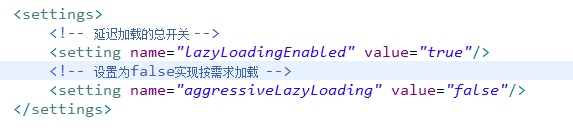 <settings>
<!-- 延迟加载的总开关 -->
<setting name="lazyLoadingEnabled" value="true"/>
<!-- 设置为false实现按需求加载 -->
<setting name="aggressiveLazyLoading" value="false"/>
</settings>